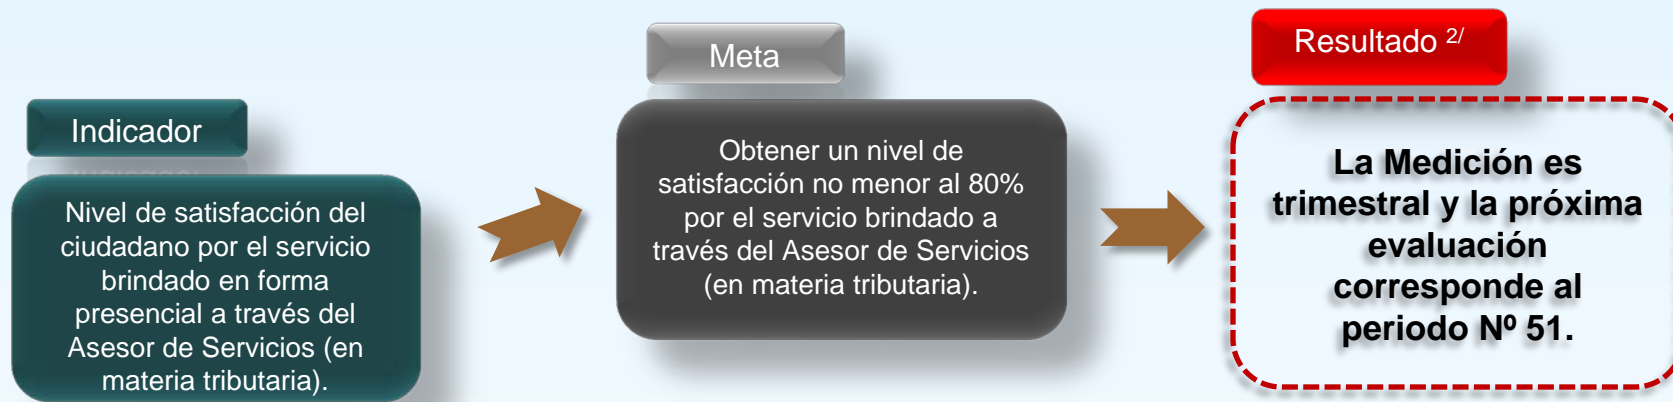 Indicador
Nivel de satisfacción del
ciudadano por el servicio
brindado en forma
presencial a través del
Asesor de Servicios (en
materia tributaria).
Meta
Obtener un nivel de
satisfacción no menor al 80%
por el servicio brindado a
través del Asesor de Servicios
(en materia tributaria).
Resultado 2/
La Medición es
trimestral y la próxima
evaluación
corresponde al
periodo Nº 51.